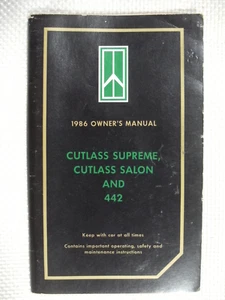 1986 OWNER'S MANUAL
CUTLASS SUPREME,
CUTLASS SALON
AND
442
Keep with car at all times
Contains important operating, safety and
maintenance instructions